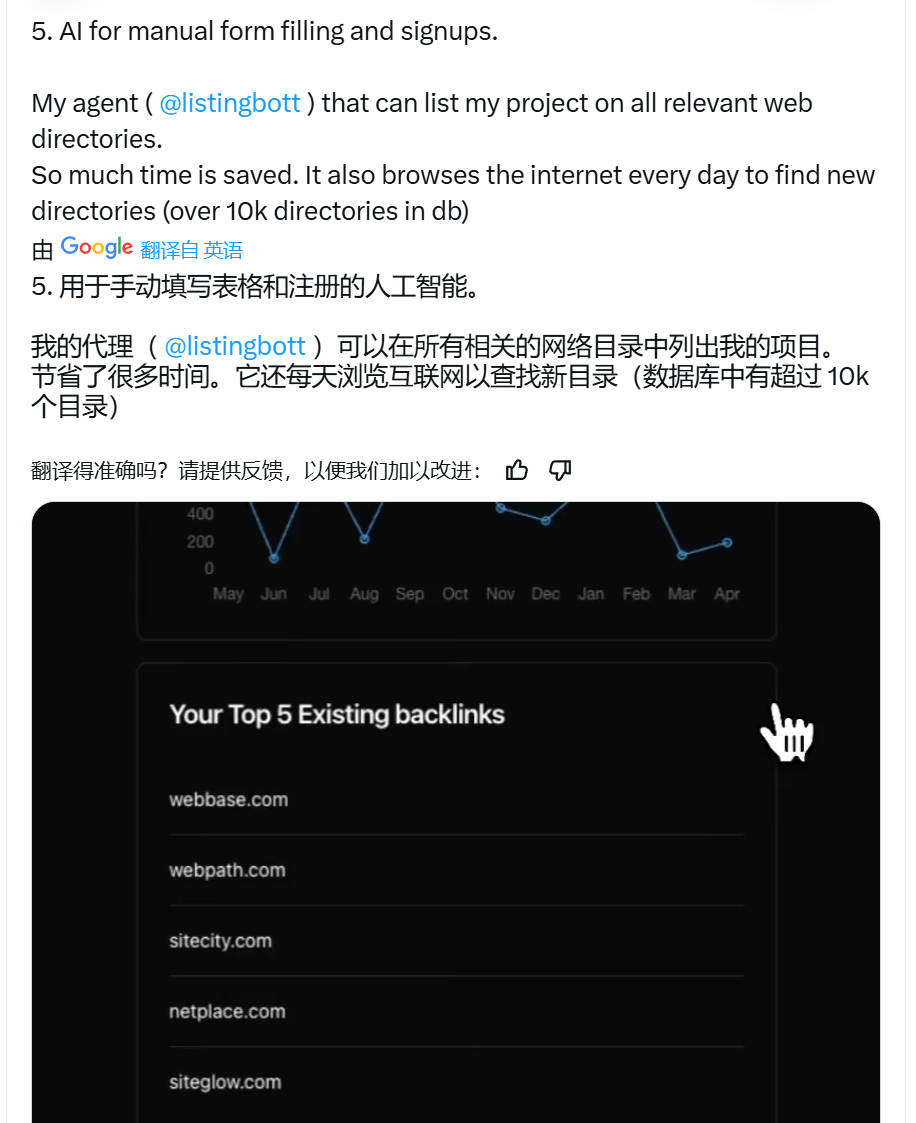 5. AI for manual form filling and signups.
My agent ( @listingbott ) that can list my project on all relevant web
directories.
So much time is saved. It also browses the internet every day to find new
directories (over 10k directories in db)
由 Google 翻译自 英语
5. 用于手动填写表格和注册的人工智能。
我的代理（ @listingbott ）可以在所有相关的网络目录中列出我的项目。
节省了很多时间。它还每天浏览互联网以查找新目录（数据库中有超过 10k
个目录）
翻译得准确吗？请提供反馈，以便我们加以改进：
400
200
0
May Jun Jul Aug Sep Oct Nov Dec Jan Feb Mar Apr
Your Top 5 Existing backlinks
webbase.com
webpath.com
sitecity.com
netplace.com
siteglow.com